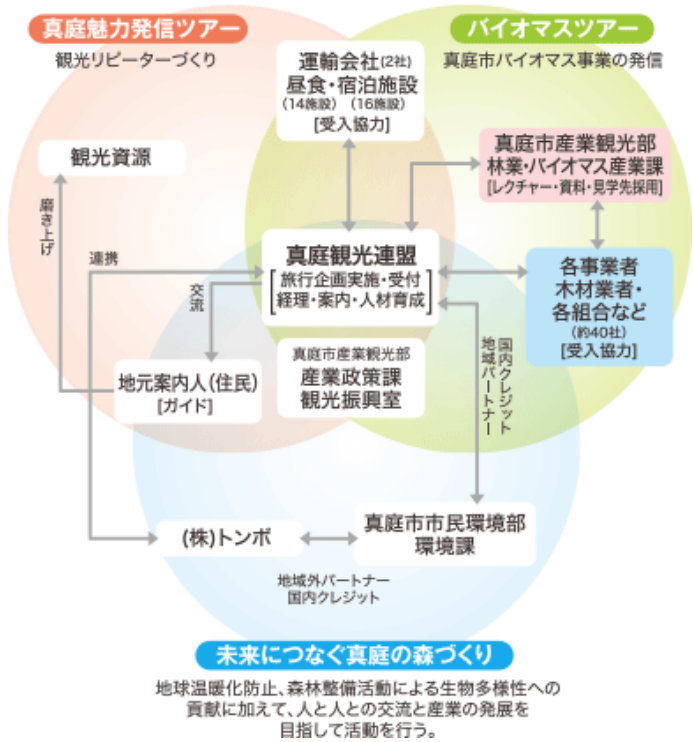 真庭魅力発信ツアー
観光リピーターづくり
バイオマスツアー
真庭市バイオマス事業の発信
運輸会社(2社)
昼食・宿泊施設
(14施設) (16施設)
[受入協力]
観光資源
真庭市産業観光部
林業・バイオマス産業課
[レクチャー・資料・見学先採用]
磨き上げ
連携
交流
真庭観光連盟
[旅行企画実施・受付
経理・案内・人材育成]
各事業者
木材業者・
各組合など
(約40社)
[受入協力]
真庭市産業観光部
産業政策課
観光振興室
国内クレジット
地域パートナー
地元案内人(住民)
[ガイド]
(株)トンボ
真庭市市民環境部
環境課
地域外パートナー
国内クレジット
未来につなぐ真庭の森づくり
地球温暖化防止、森林整備活動による生物多様性への
貢献に加えて、人と人との交流と産業の発展を
目指して活動を行う。